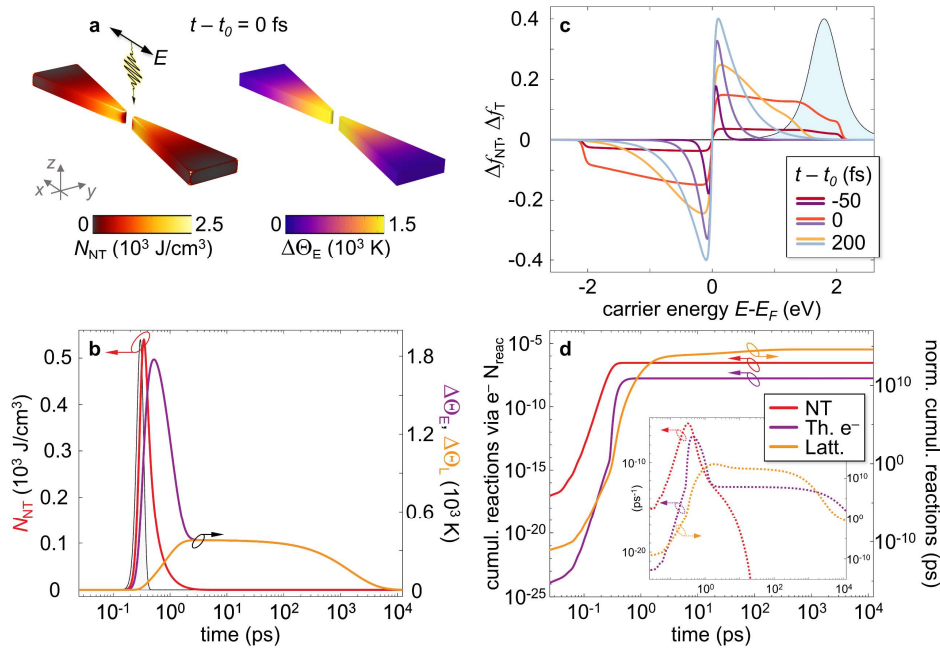 a
t – t0 = 0 fs
E
z
x
y
0
2.5
N_NT (10³ J/cm³)
0
1.5
ΔΘ_E (10³ K)
c
0.4
0.2
0
-0.2
-0.4
Δf_NT, Δf_T
t – t0 (fs)
-50
0
200
-2
0
2
carrier energy E-E_F (eV)
b
0.5
0.4
0.3
0.2
0.1
0
N_NT (10³ J/cm³)
1.8
1.2
0.6
0
ΔΘ_E, ΔΘ_L (10³ K)
10⁻¹
10⁰
10¹
10²
10³
10⁴
time (ps)
d
10⁻⁵
10⁻¹⁰
10⁻¹⁵
10⁻²⁰
10⁻²⁵
cumul. reactions via e⁻ N_reac
NT
Th. e⁻
Latt.
10¹⁰
10⁰
10⁻¹⁰
norm. cumul. reactions (ps)
10⁻¹⁰
10⁻²⁰
(ps⁻¹)
10¹⁰
10⁰
10⁰
10²
10⁴
10⁻¹
10⁰
10¹
10²
10³
10⁴
time (ps)